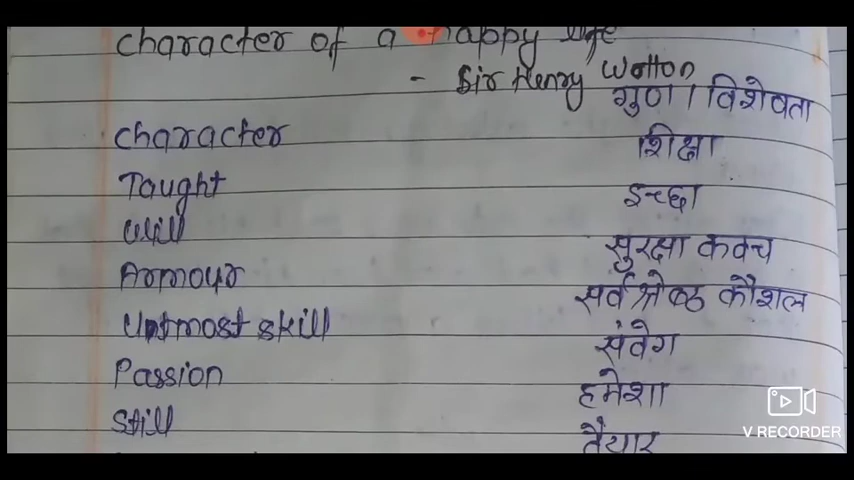 character of a Happy life
- Sir Henry Wotton
character गुण / विशेषता
Taught शिक्षा
Will इच्छा
Armour सुरक्षा कवच
Utmost skill सर्व श्रेष्ठ कौशल
Passion संवेग
Still हमेशा
तैयार
V RECORDER